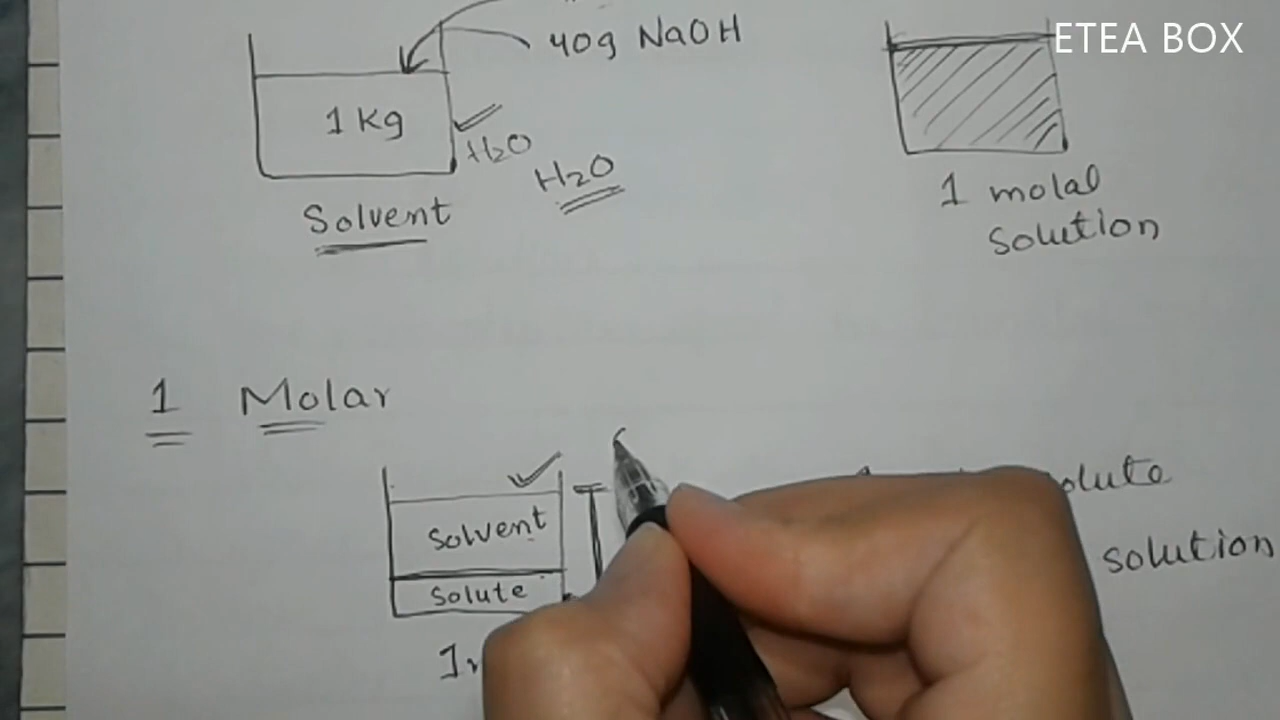 ETEA BOX
40g NaOH
1 Kg
H₂O
H₂O
Solvent
1 molal
solution
1 Molar
solvent
solute
solution